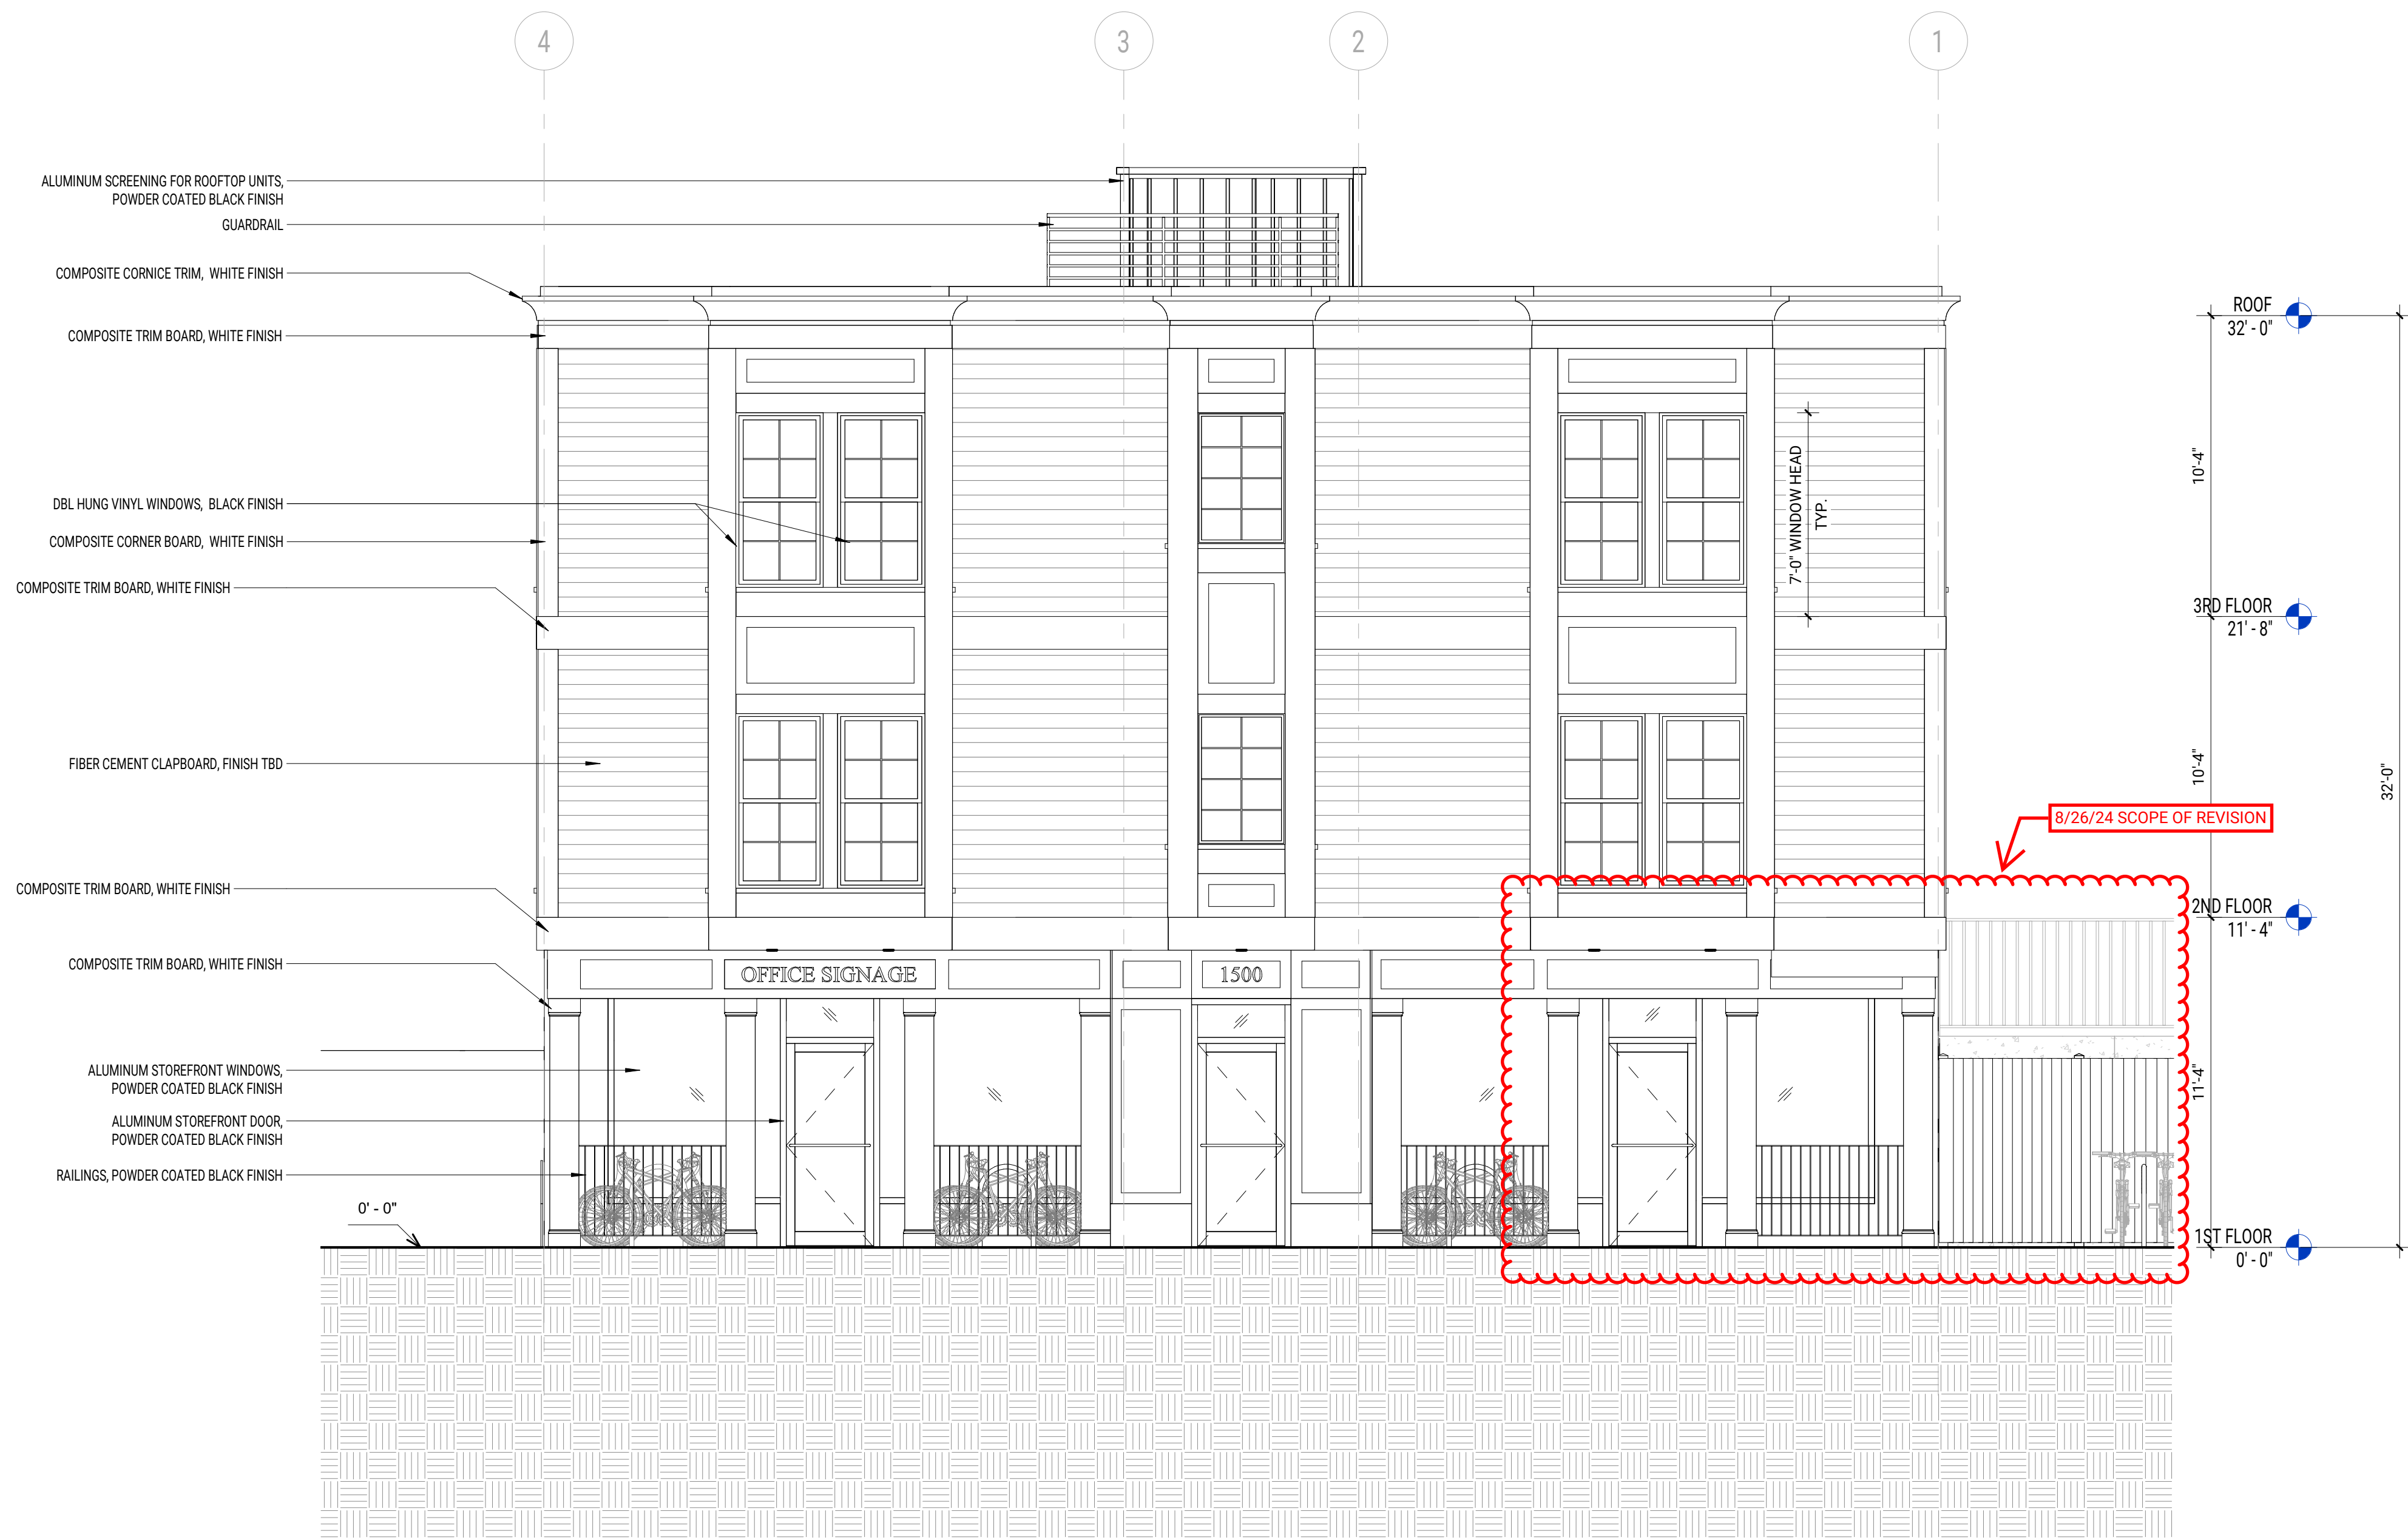 4
3
2
1
ALUMINUM SCREENING FOR ROOFTOP UNITS,
POWDER COATED BLACK FINISH
GUARDRAIL
COMPOSITE CORNICE TRIM, WHITE FINISH
COMPOSITE TRIM BOARD, WHITE FINISH
DBL HUNG VINYL WINDOWS, BLACK FINISH
COMPOSITE CORNER BOARD, WHITE FINISH
COMPOSITE TRIM BOARD, WHITE FINISH
FIBER CEMENT CLAPBOARD, FINISH TBD
COMPOSITE TRIM BOARD, WHITE FINISH
COMPOSITE TRIM BOARD, WHITE FINISH
ALUMINUM STOREFRONT WINDOWS,
POWDER COATED BLACK FINISH
ALUMINUM STOREFRONT DOOR,
POWDER COATED BLACK FINISH
RAILINGS, POWDER COATED BLACK FINISH
0' - 0"
OFFICE SIGNAGE
1500
7'-0" WINDOW HEAD
TYP.
8/26/24 SCOPE OF REVISION
ROOF
32' - 0"
10'-4"
3RD FLOOR
21' - 8"
10'-4"
32'-0"
2ND FLOOR
11' - 4"
11'-4"
1ST FLOOR
0' - 0"